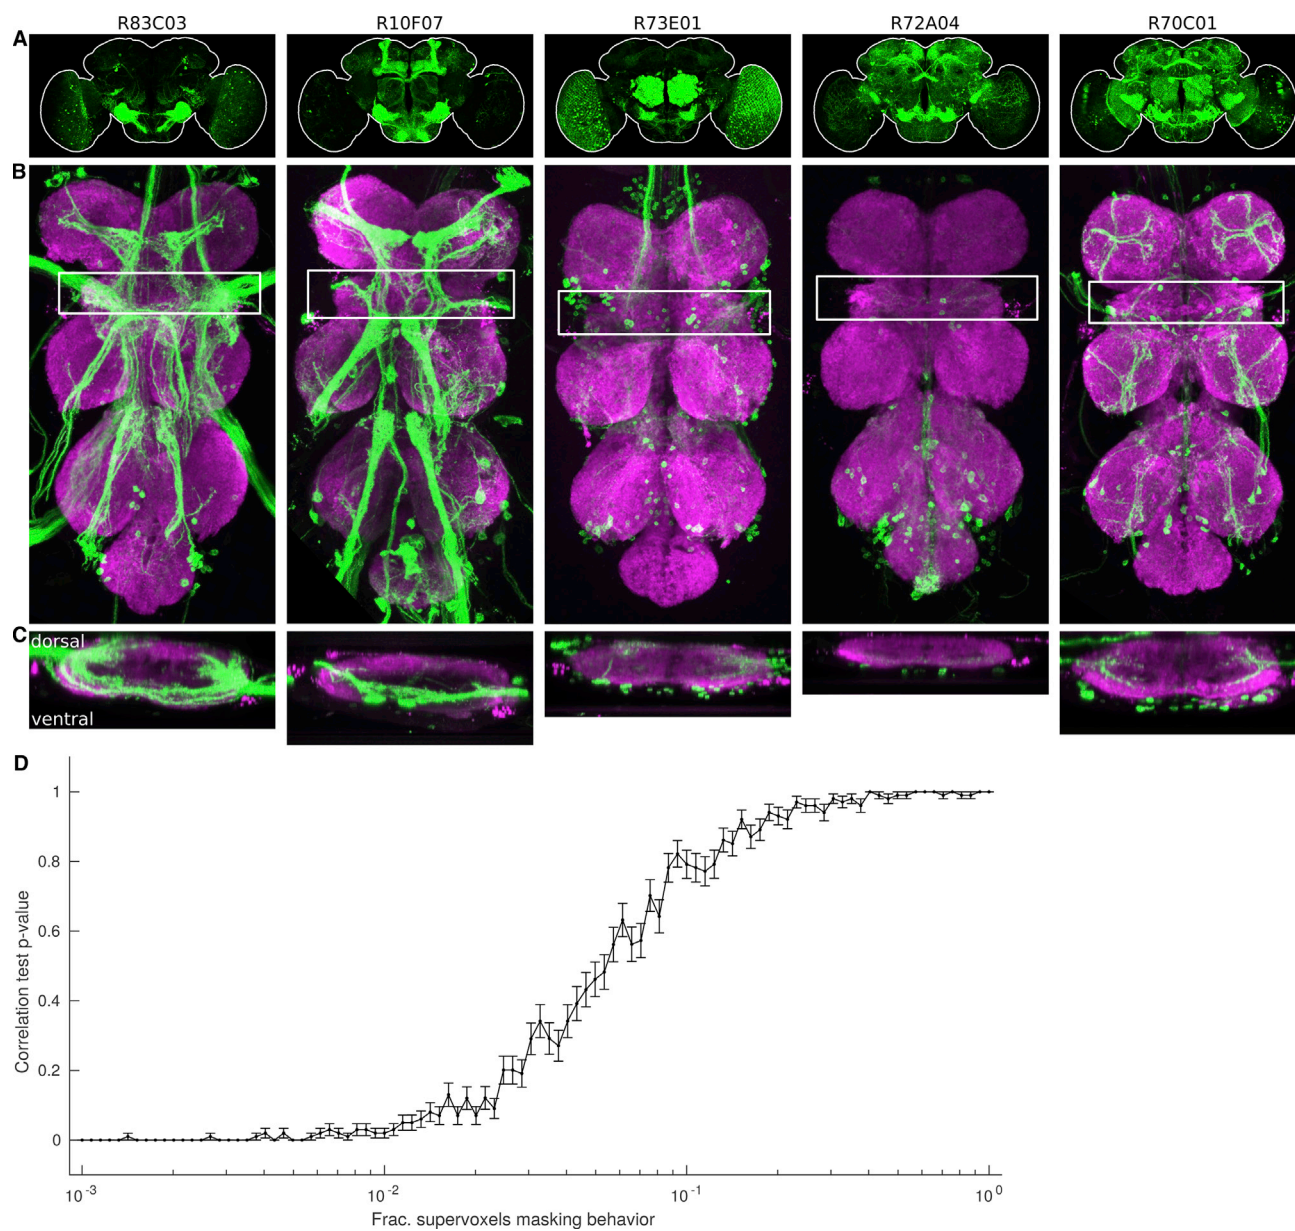 R83C03 R10F07 R73E01 R72A04 R70C01
A
B
C
dorsal
ventral
D
1
0.8
0.6
0.4
0.2
0
Correlation test p-value
10^-3 10^-2 10^-1 10^0
Frac. supervoxels masking behavior